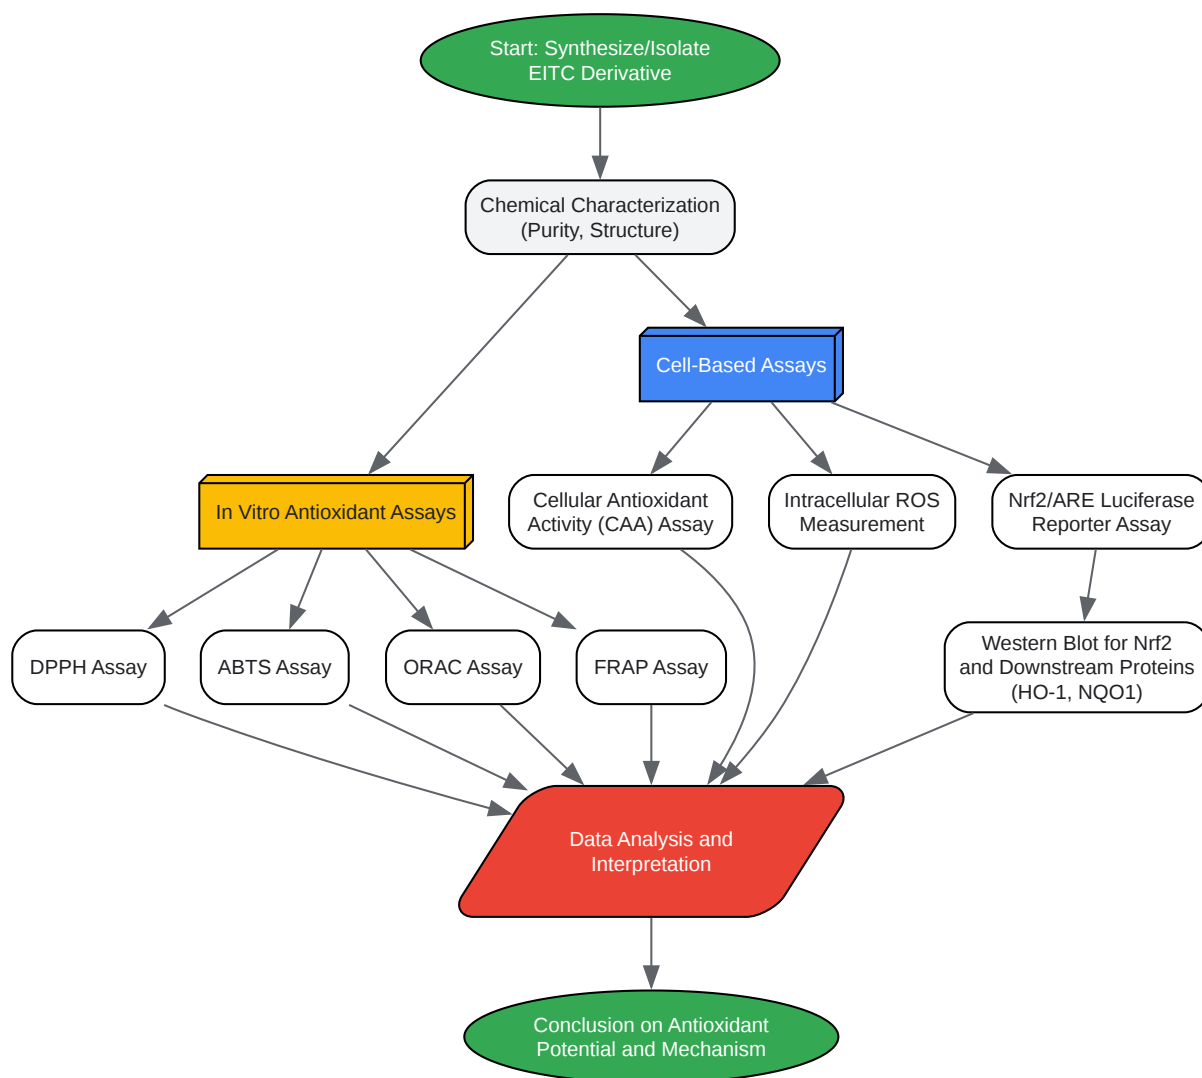 Start: Synthesize/Isolate
EITC Derivative
Chemical Characterization
(Purity, Structure)
Cell-Based Assays
In Vitro Antioxidant Assays
Cellular Antioxidant
Activity (CAA) Assay
Intracellular ROS
Measurement
Nrf2/ARE Luciferase
Reporter Assay
DPPH Assay
ABTS Assay
ORAC Assay
FRAP Assay
Western Blot for Nrf2
and Downstream Proteins
(HO-1, NQO1)
Data Analysis and
Interpretation
Conclusion on Antioxidant
Potential and Mechanism